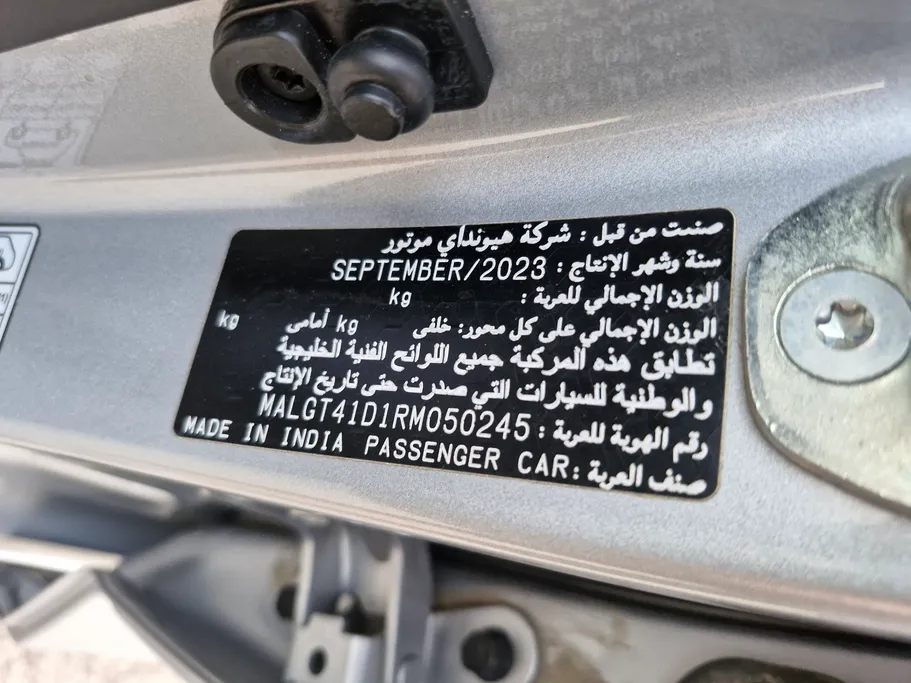 صنعت من قبل : شركة هيونداي موتور
سنة وشهر الإنتاج : SEPTEMBER/2023
الوزن الإجمالي للعربة : kg
الوزن الإجمالي على كل محور: خلفى kg أمامى kg
تطابق هذه المركبة جميع اللوائح الفنية الخليجية
والوطنية للسيارات التي صدرت حتى تاريخ الإنتاج
رقم الهوية للعربة : MALGT41D1RM050245
صنف العربة : PASSENGER CAR MADE IN INDIA